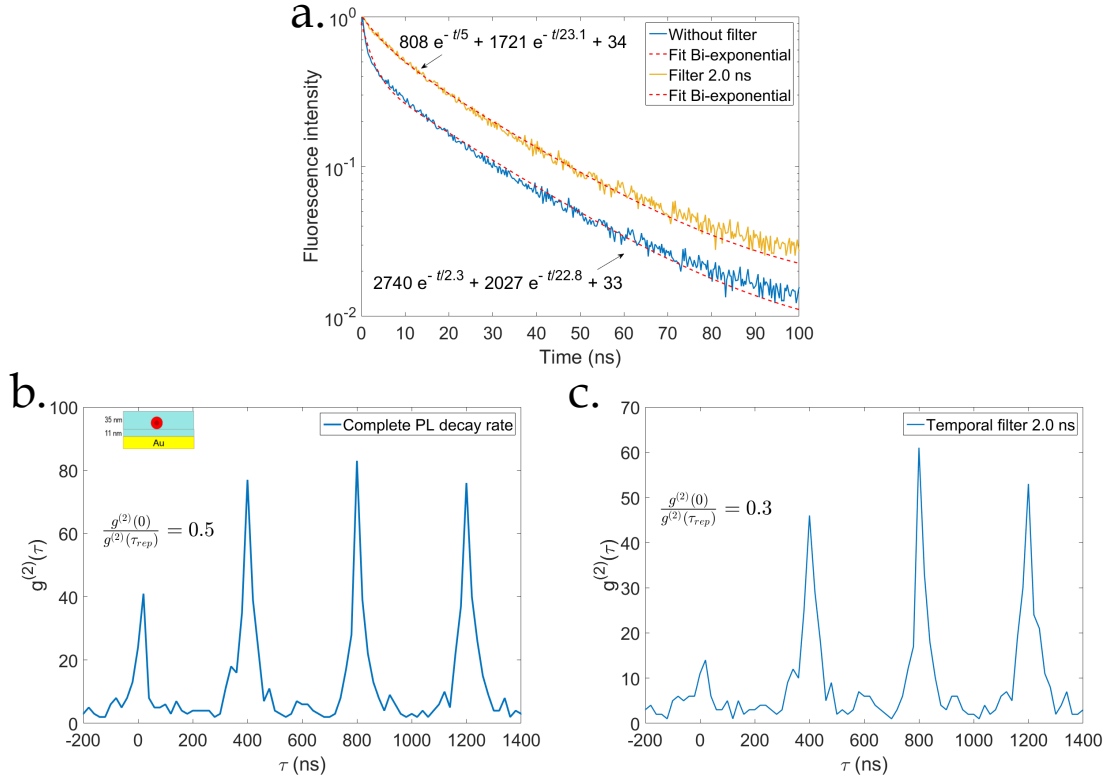 a.
10^0
10^-1
10^-2
Fluorescence intensity
808 e^- t/5 + 1721 e^- t/23.1 + 34
2740 e^- t/2.3 + 2027 e^- t/22.8 + 33
Without filter
Fit Bi-exponential
Filter 2.0 ns
Fit Bi-exponential
0 10 20 30 40 50 60 70 80 90 100
Time (ns)
b.
100
80
60
40
20
0
g^(2)(τ)
35 nm
11 nm
Au
Complete PL decay rate
g^(2)(0)/g^(2)(τ_rep) = 0.5
-200 0 200 400 600 800 1000 1200 1400
τ (ns)
c.
70
60
50
40
30
20
10
0
g^(2)(τ)
Temporal filter 2.0 ns
g^(2)(0)/g^(2)(τ_rep) = 0.3
-200 0 200 400 600 800 1000 1200 1400
τ (ns)